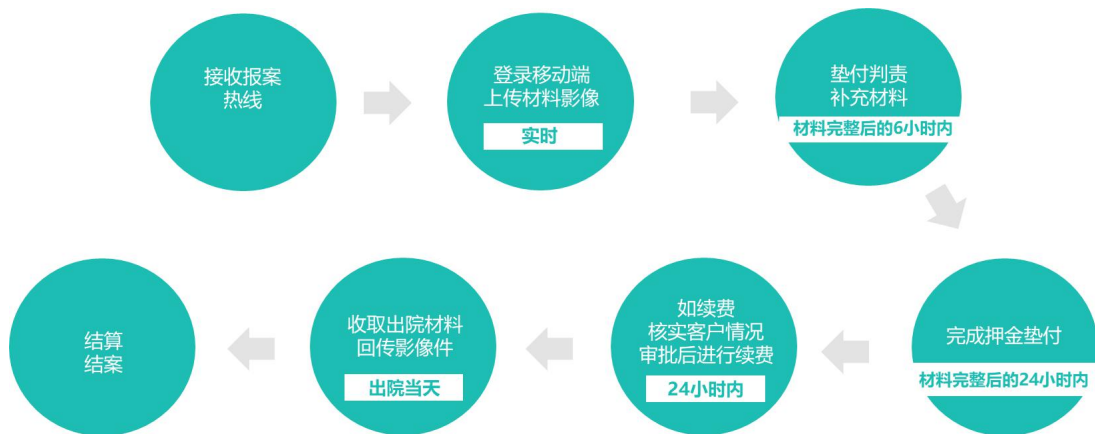 接收报案
热线
登录移动端
上传材料影像
实时
垫付判责
补充材料
材料完整后的6小时内
完成押金垫付
材料完整后的24小时内
如续费
核实客户情况
审批后进行续费
24小时内
收取出院材料
回传影像件
出院当天
结算
结案